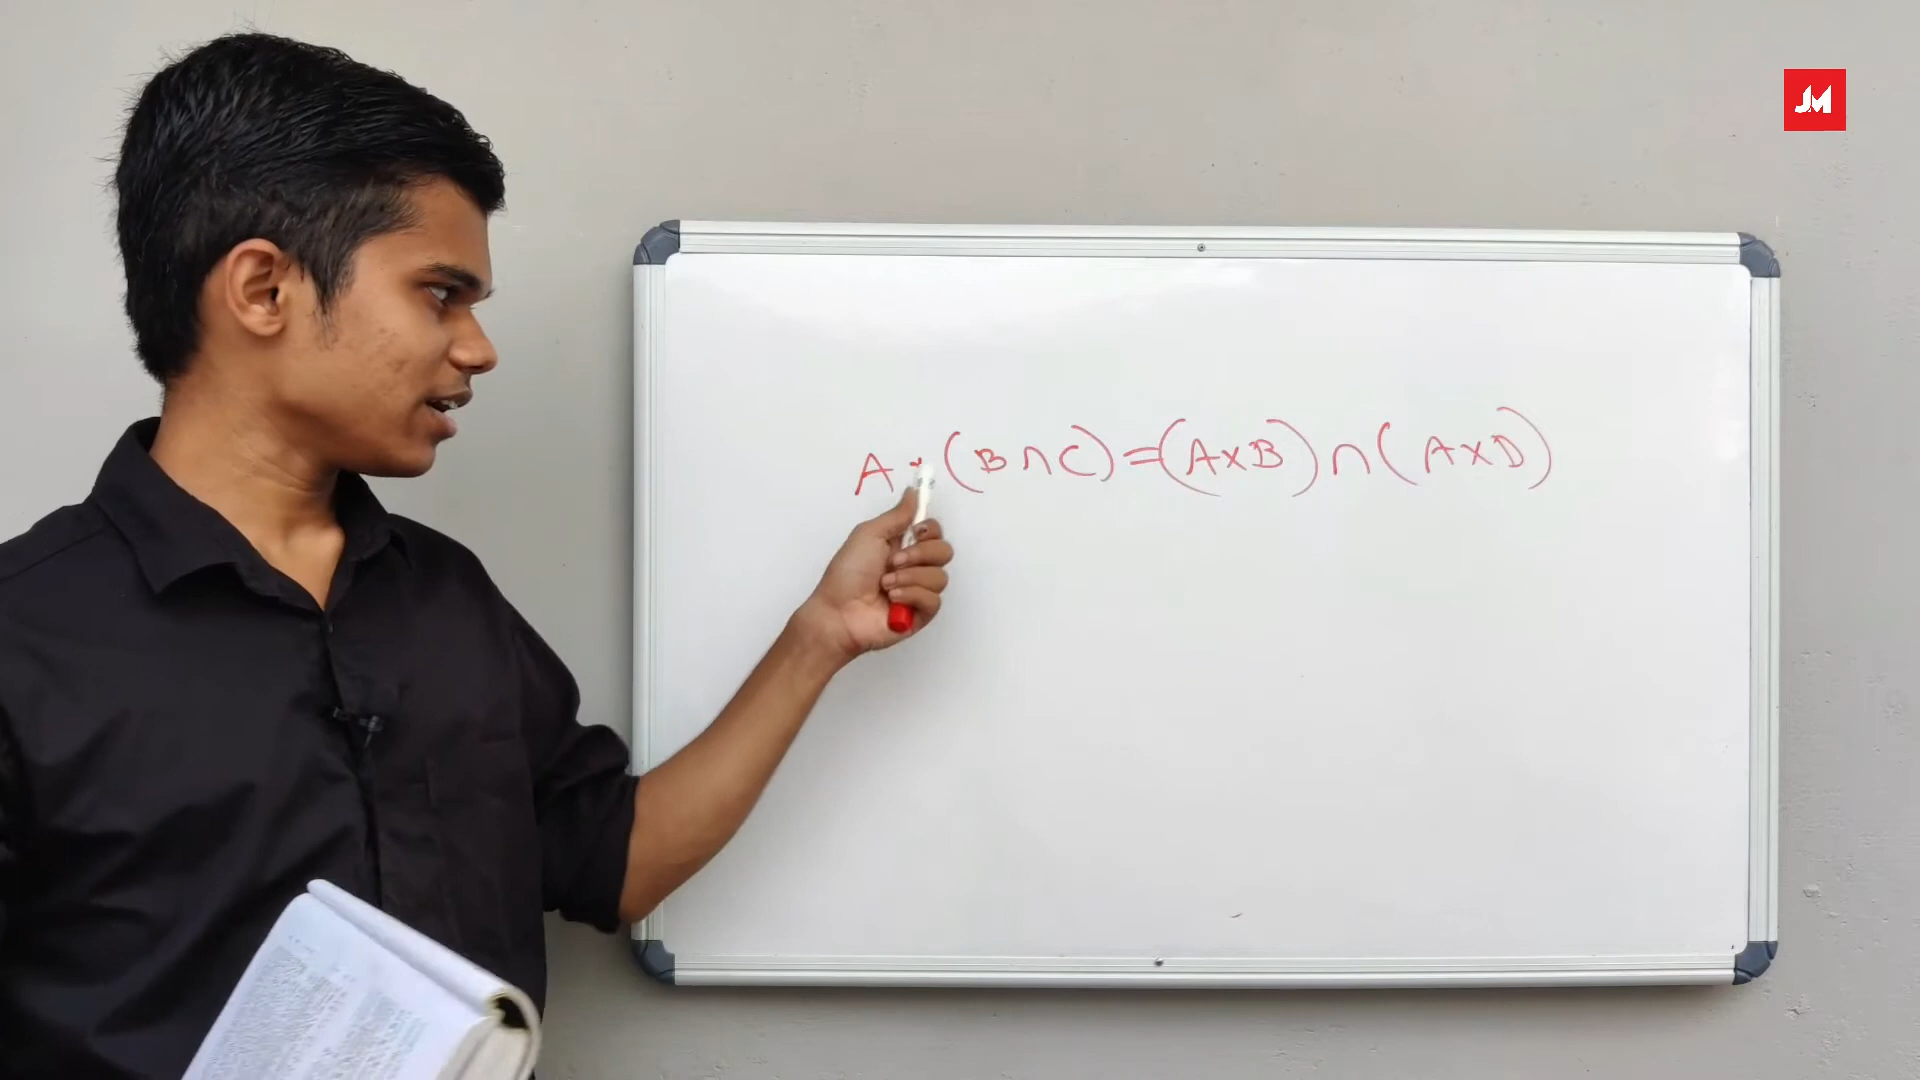 JM
A × (B ∩ C) = (A × B) ∩ (A × D)